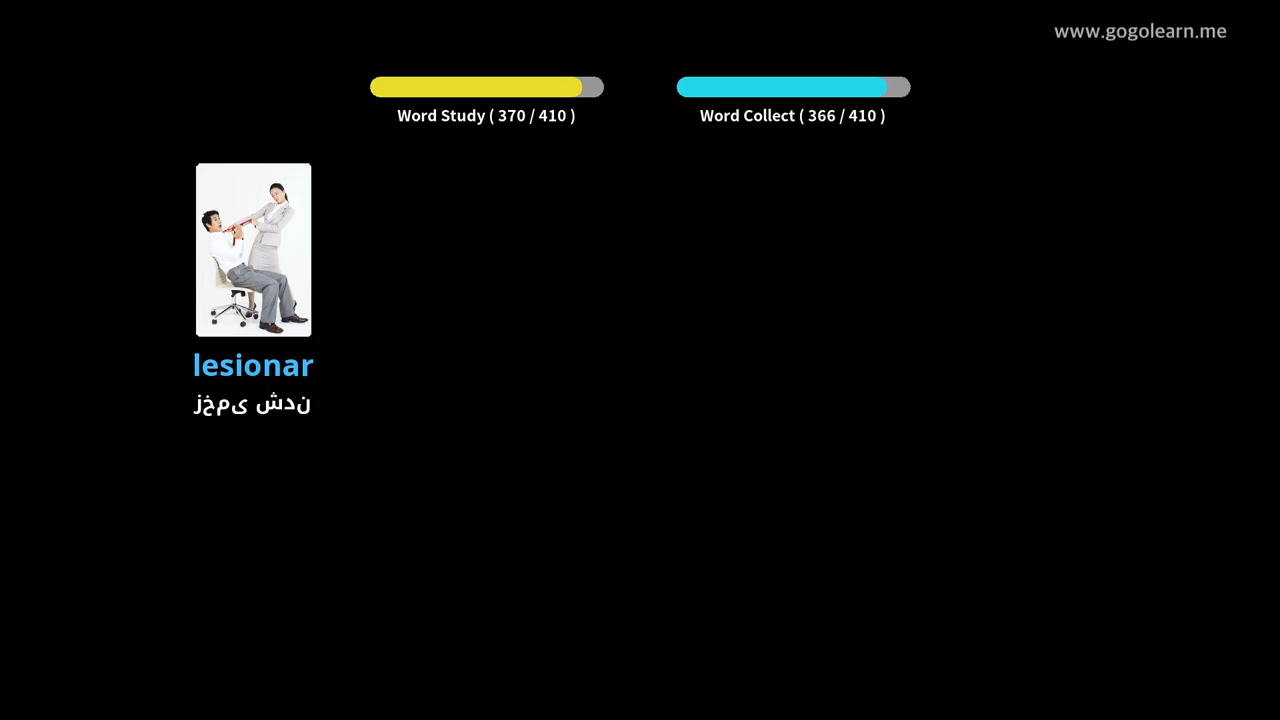 www.gogolearn.me
Word Study ( 370 / 410 )
Word Collect ( 366 / 410 )
lesionar
زخمی شدن